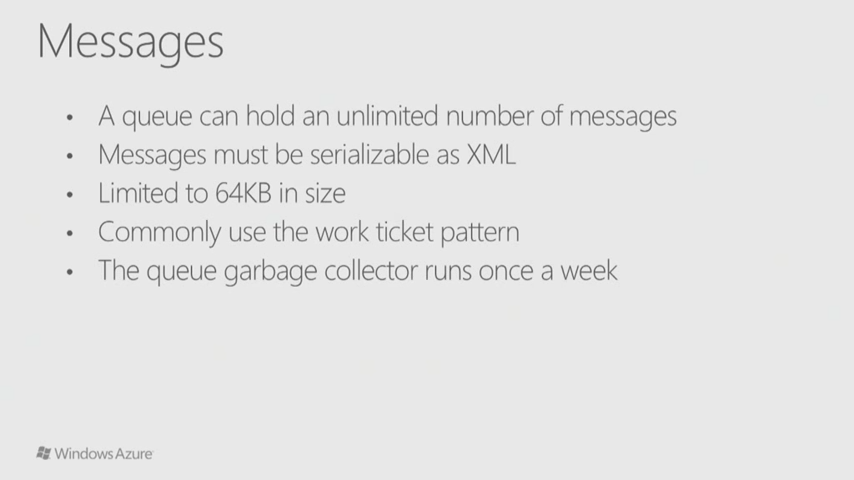 Messages
• A queue can hold an unlimited number of messages
• Messages must be serializable as XML
• Limited to 64KB in size
• Commonly use the work ticket pattern
• The queue garbage collector runs once a week
Windows Azure